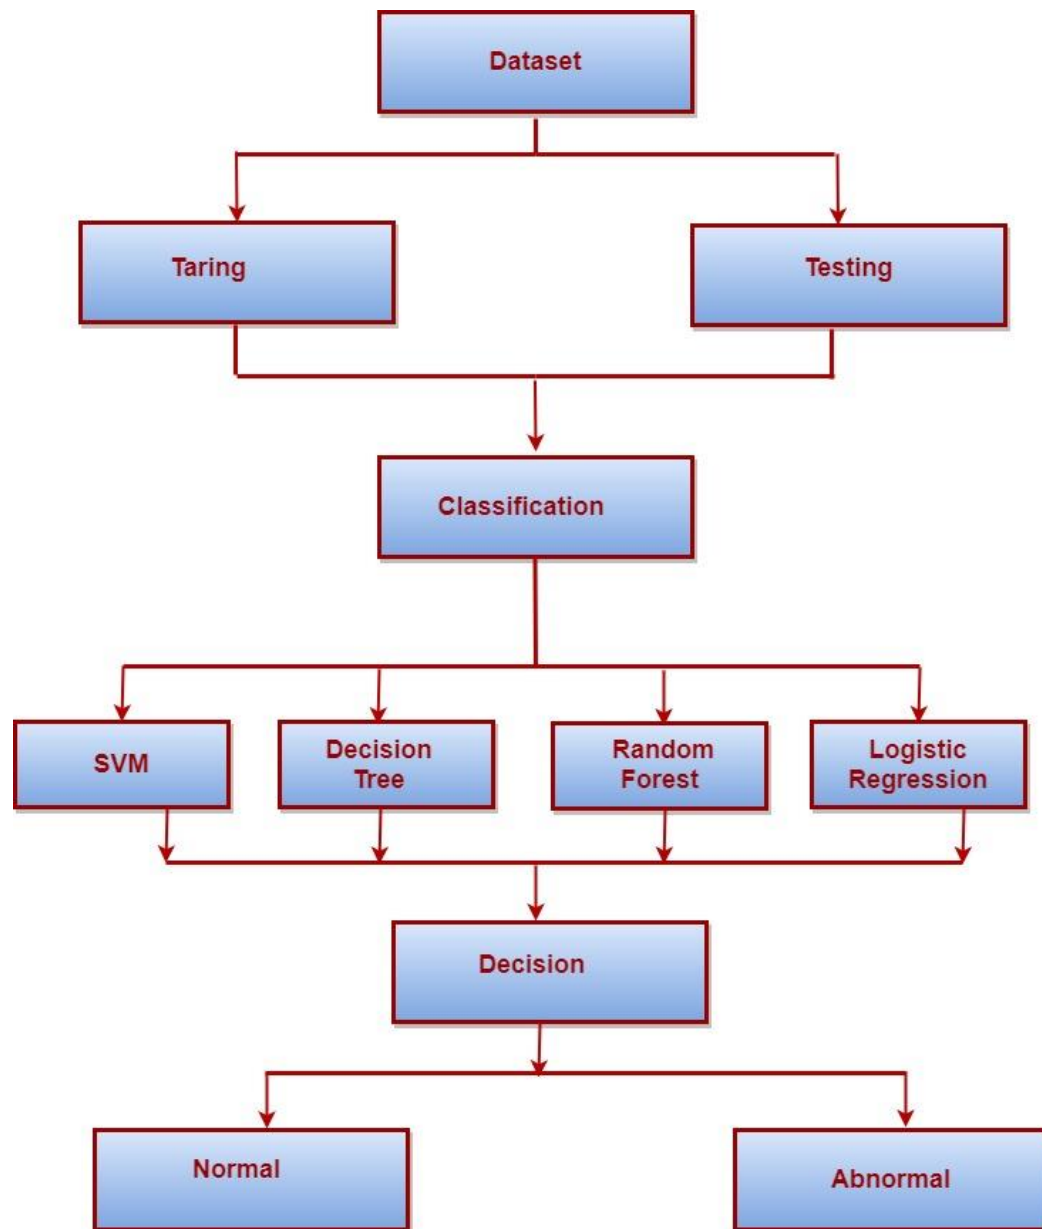 Dataset
Taring
Testing
Classification
SVM
Decision
Tree
Random
Forest
Logistic
Regression
Decision
Normal
Abnormal